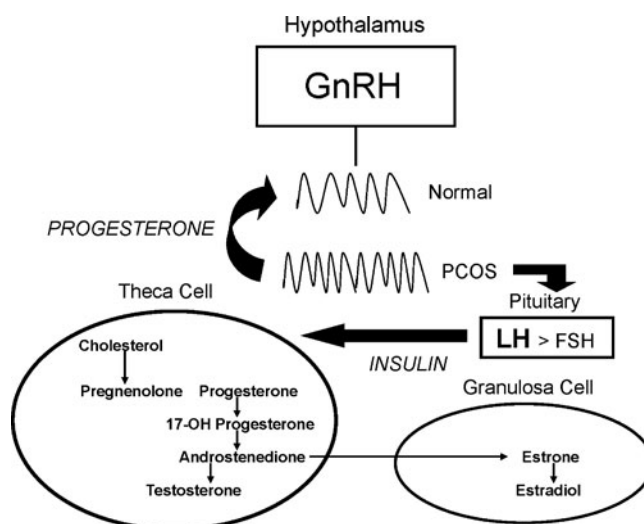 Hypothalamus
GnRH
Normal
PROGESTERONE
PCOS
Theca Cell
Pituitary
LH > FSH
INSULIN
Cholesterol
Granulosa Cell
Pregnenolone Progesterone
17-OH Progesterone
Androstenedione Estrone
Testosterone Estradiol